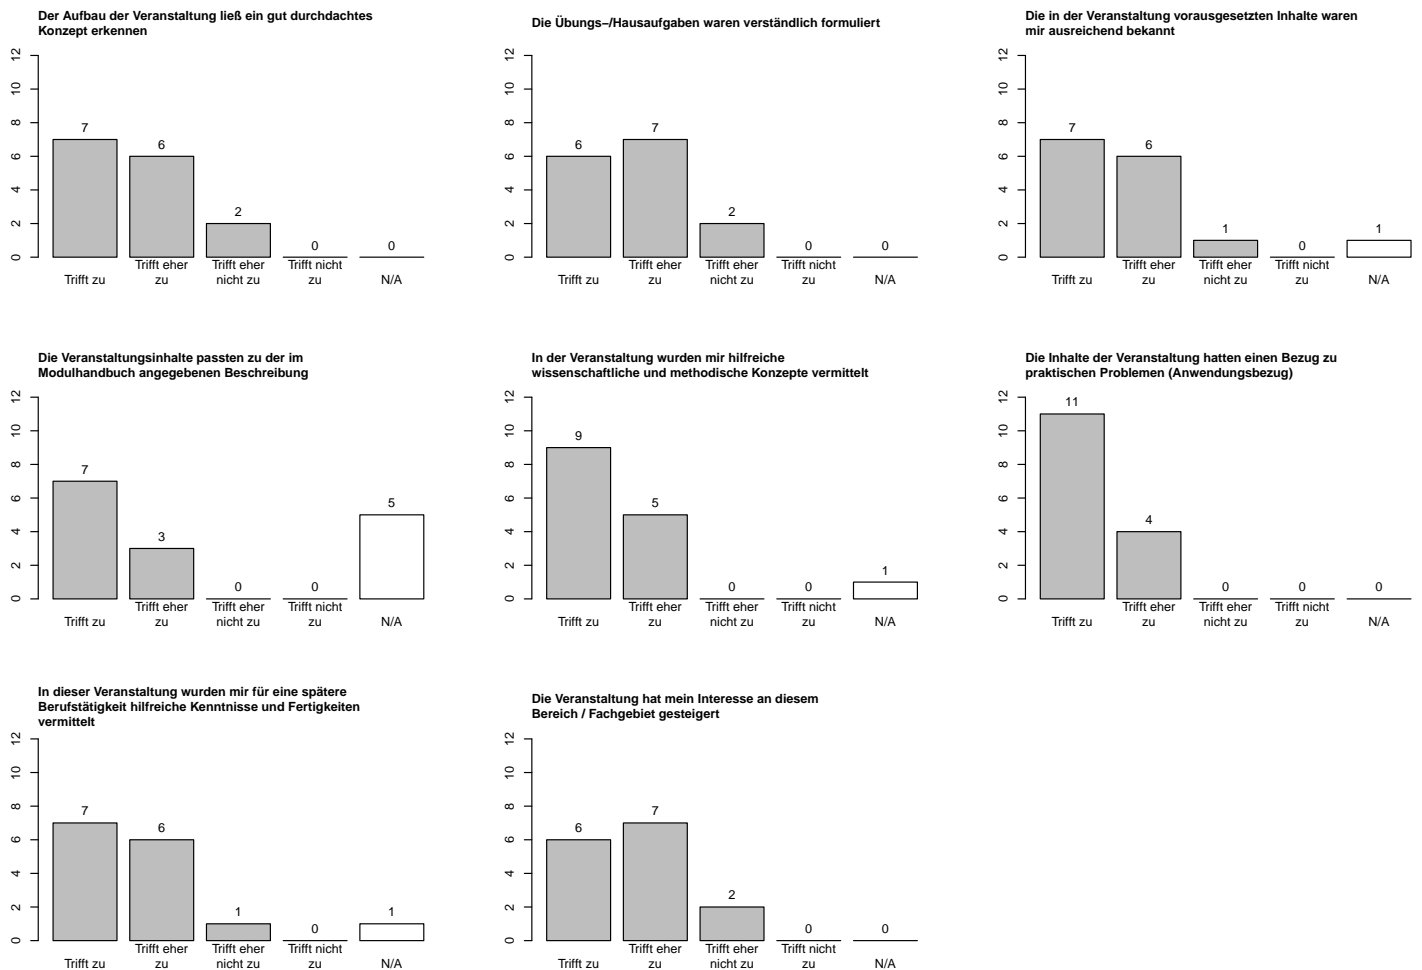 Der Aufbau der Veranstaltung ließ ein gut durchdachtes
Konzept erkennen
12
10
8
6
4
2
0
7
6
2
0
0
Trifft zu
Trifft eher
zu
Trifft eher
nicht zu
Trifft nicht
zu
N/A
Die Übungs–/Hausaufgaben waren verständlich formuliert
12
10
8
6
4
2
0
6
7
2
0
0
Trifft zu
Trifft eher
zu
Trifft eher
nicht zu
Trifft nicht
zu
N/A
Die in der Veranstaltung vorausgesetzten Inhalte waren
mir ausreichend bekannt
12
10
8
6
4
2
0
7
6
1
0
1
Trifft zu
Trifft eher
zu
Trifft eher
nicht zu
Trifft nicht
zu
N/A
Die Veranstaltungsinhalte passten zu der im
Modulhandbuch angegebenen Beschreibung
12
10
8
6
4
2
0
7
3
0
0
5
Trifft zu
Trifft eher
zu
Trifft eher
nicht zu
Trifft nicht
zu
N/A
In der Veranstaltung wurden mir hilfreiche
wissenschaftliche und methodische Konzepte vermittelt
12
10
8
6
4
2
0
9
5
0
0
1
Trifft zu
Trifft eher
zu
Trifft eher
nicht zu
Trifft nicht
zu
N/A
Die Inhalte der Veranstaltung hatten einen Bezug zu
praktischen Problemen (Anwendungsbezug)
12
10
8
6
4
2
0
11
4
0
0
0
Trifft zu
Trifft eher
zu
Trifft eher
nicht zu
Trifft nicht
zu
N/A
In dieser Veranstaltung wurden mir für eine spätere
Berufstätigkeit hilfreiche Kenntnisse und Fertigkeiten
vermittelt
12
10
8
6
4
2
0
7
6
1
0
1
Trifft zu
Trifft eher
zu
Trifft eher
nicht zu
Trifft nicht
zu
N/A
Die Veranstaltung hat mein Interesse an diesem
Bereich / Fachgebiet gesteigert
12
10
8
6
4
2
0
6
7
2
0
0
Trifft zu
Trifft eher
zu
Trifft eher
nicht zu
Trifft nicht
zu
N/A